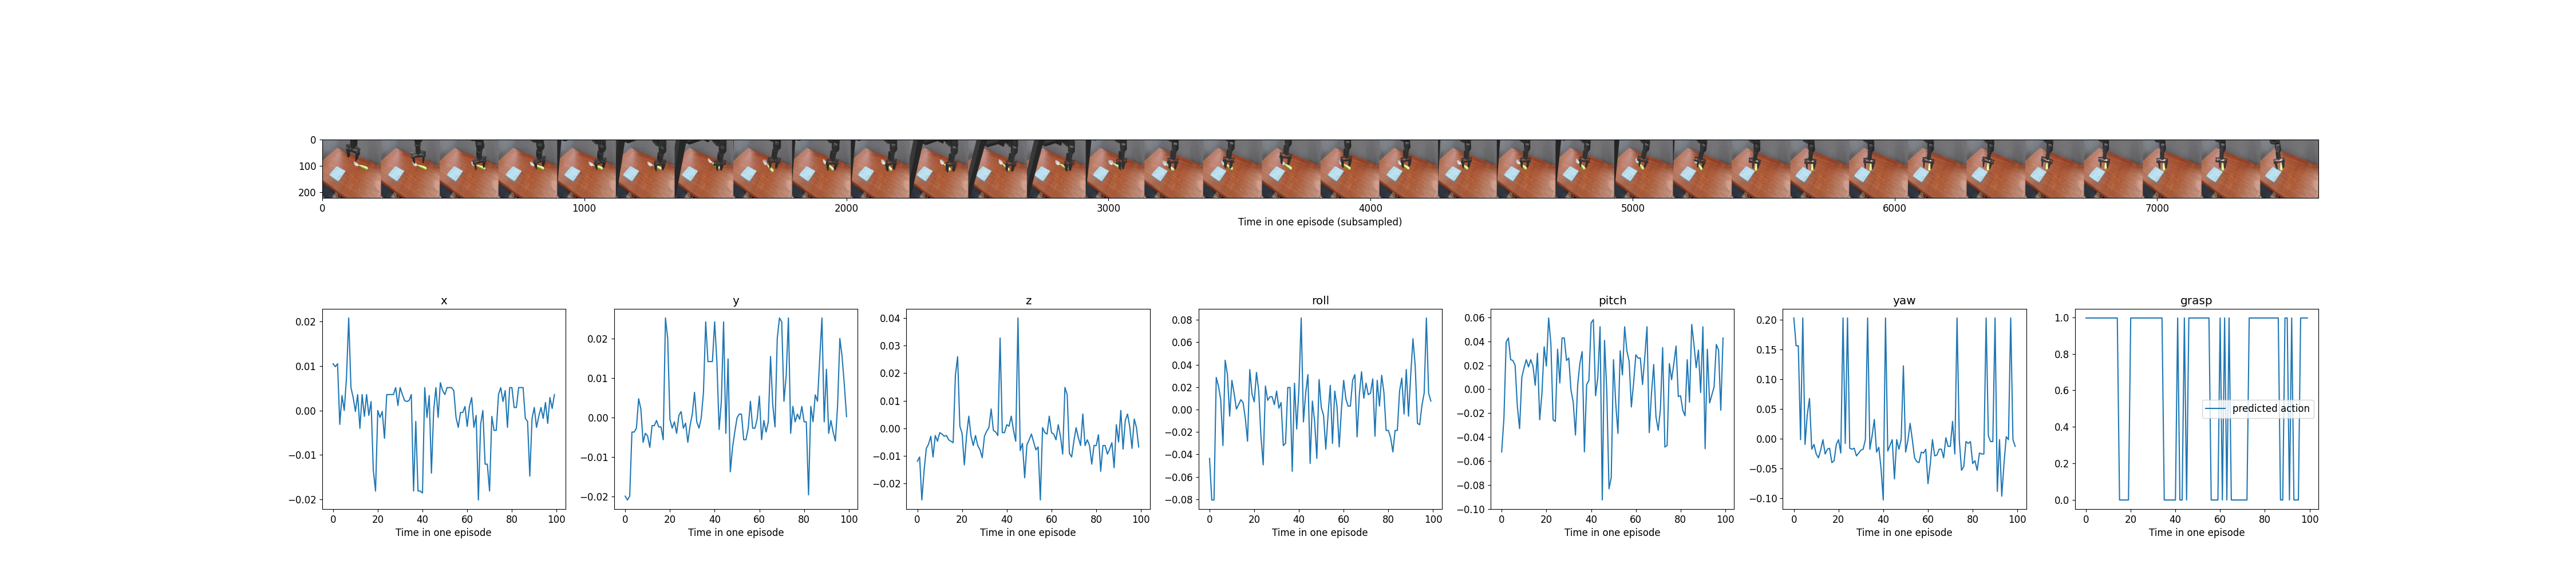 0
100
200
0 1000 2000 3000 4000 5000 6000 7000
Time in one episode (subsampled)
x
0.02
0.01
0.00
−0.01
−0.02
0 20 40 60 80 100
Time in one episode
y
0.02
0.01
0.00
−0.01
−0.02
0 20 40 60 80 100
Time in one episode
z
0.04
0.03
0.02
0.01
0.00
−0.01
−0.02
0 20 40 60 80 100
Time in one episode
roll
0.08
0.06
0.04
0.02
0.00
−0.02
−0.04
−0.06
−0.08
0 20 40 60 80 100
Time in one episode
pitch
0.06
0.04
0.02
0.00
−0.02
−0.04
−0.06
−0.08
−0.10
0 20 40 60 80 100
Time in one episode
yaw
0.20
0.15
0.10
0.05
0.00
−0.05
−0.10
0 20 40 60 80 100
Time in one episode
grasp
1.0
0.8
0.6
0.4
0.2
0.0
predicted action
0 20 40 60 80 100
Time in one episode